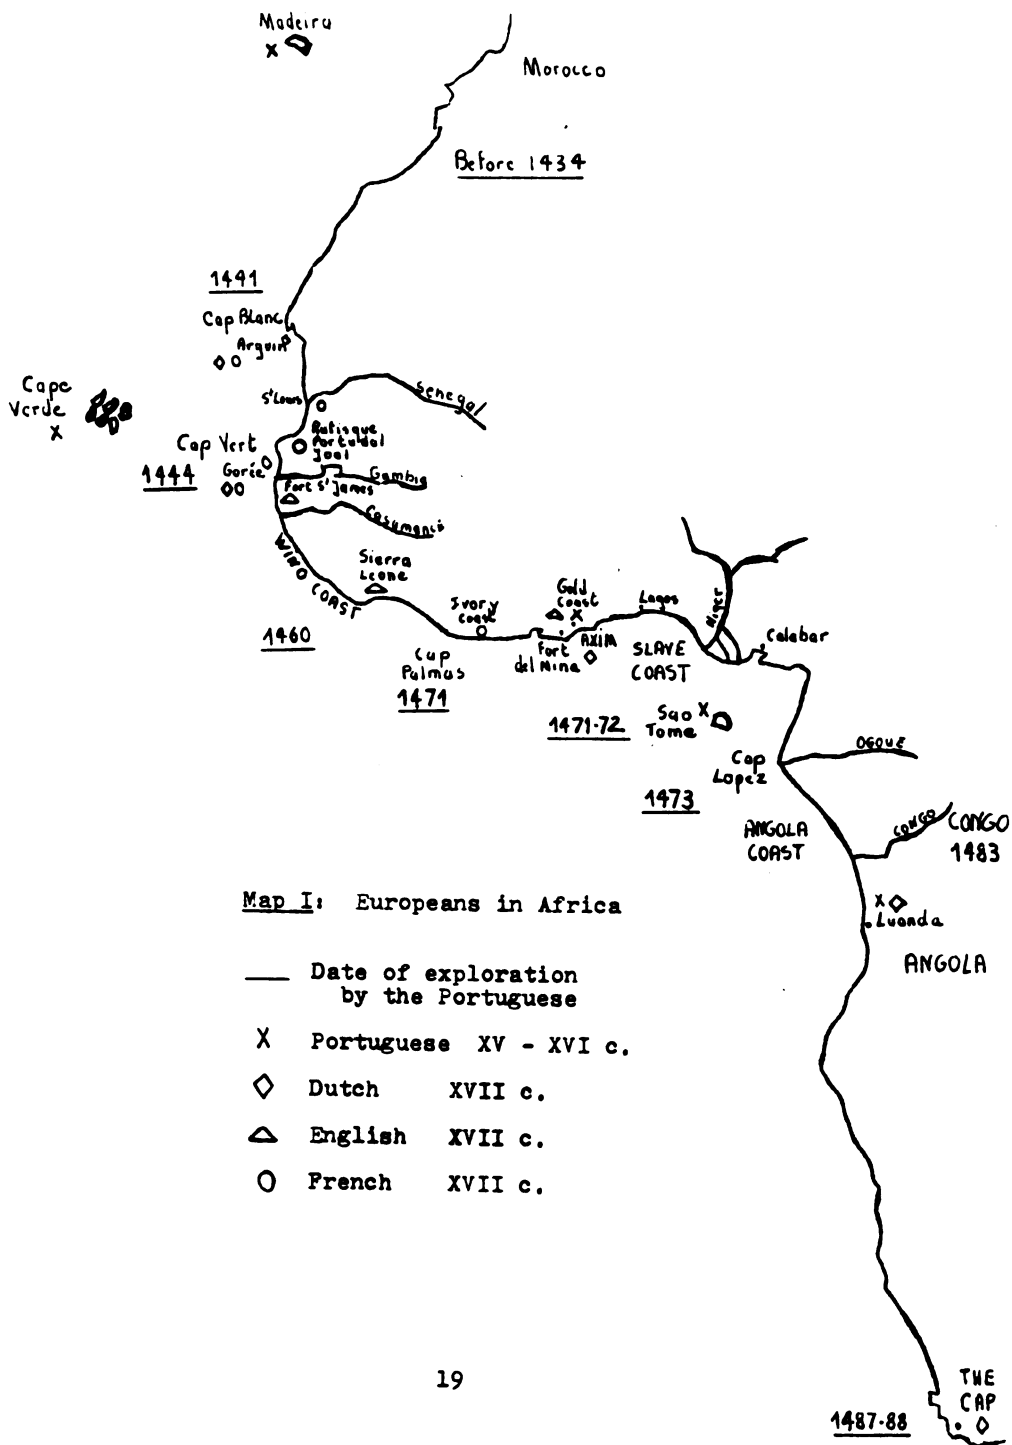 Madeira
X
Morocco
Before 1434
1441
Cap Blanc
Arguin
Cape
Verde
X
St Louis
Senegal
Rufisque
Portudal
Joal
Cap Vert
1444
Gorée
Gambia
Fort St James
Casamance
WIND COAST
Sierra
Leone
1460
Ivory
Coast
Cap
Palmas
1471
Gold
Coast
X
Fort
del Mina
AXIM
Lagos
SLAVE
COAST
Niger
Calabar
1471-72
Sao X
Tome
Cap
Lopez
OGOUE
1473
ANGOLA
COAST
CONGO
CONGO
1483
X
Luanda
ANGOLA
Map I: Europeans in Africa
Date of exploration
by the Portuguese
X Portuguese XV - XVI c.
Dutch XVII c.
English XVII c.
French XVII c.
19
THE
CAP
1487-88